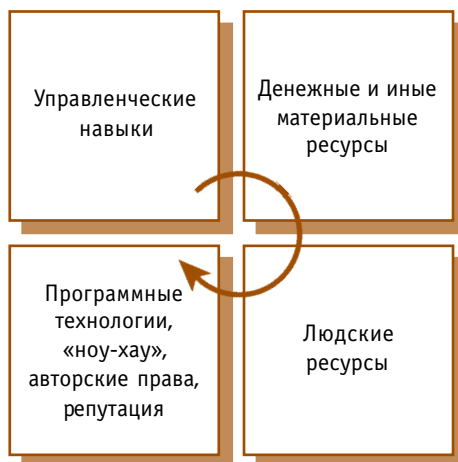 Управленческие
навыки
Денежные и иные
материальные
ресурсы
Программные
технологии,
«ноу-хау»,
авторские права,
репутация
Людские
ресурсы